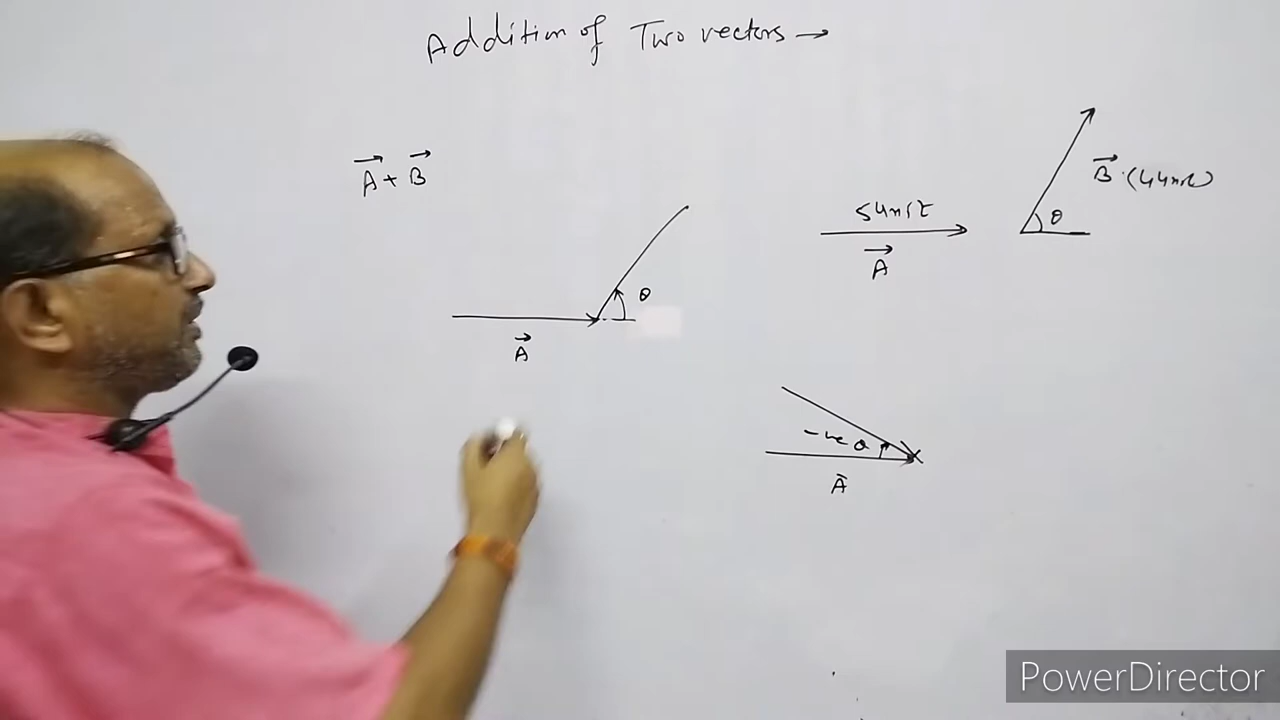 Addition of Two vectors →
A + B
θ
A
5 unit
A
B (4 unit)
θ
-ve θ
A
PowerDirector